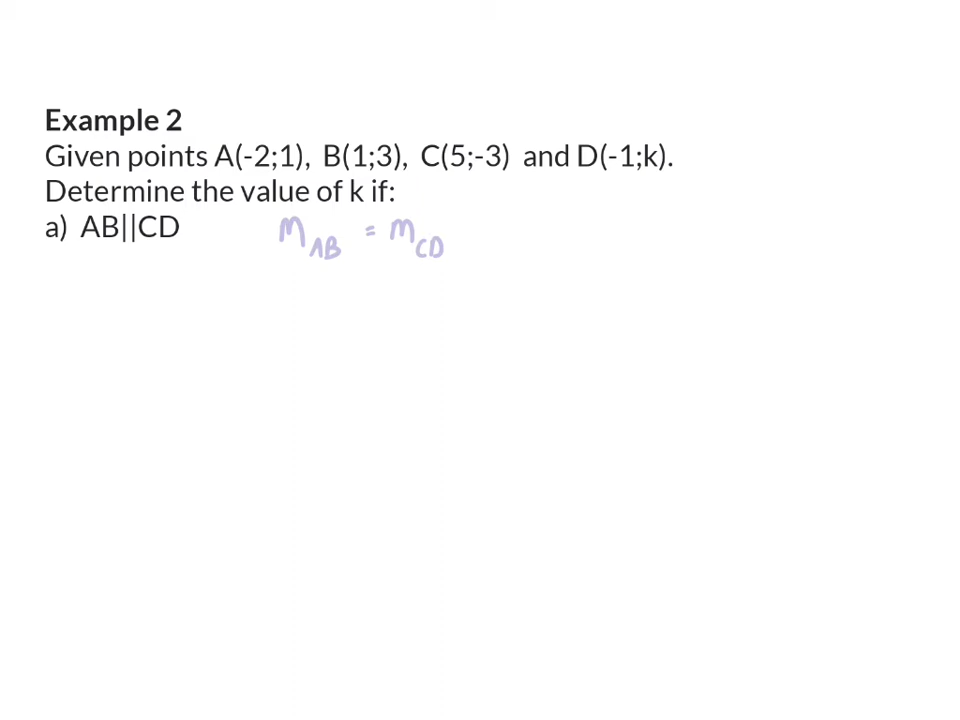 Example 2
Given points A(-2;1), B(1;3), C(5;-3) and D(-1;k).
Determine the value of k if:
a) AB||CD m_AB = m_CD